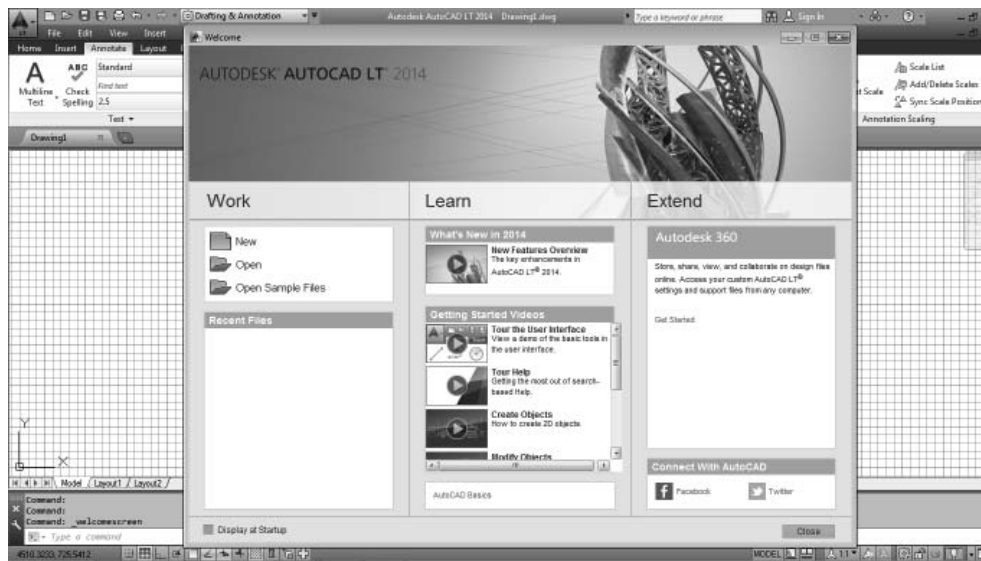 Drafting & Annotation
Autodesk AutoCAD LT 2014 Drawing1.dwg
Type a keyword or phrase
Sign In
File Edit View Insert
Home Insert Annotate Layout
Multiline Text
Check Spelling
Standard
Find text
2.5
Text
Scale List
Add/Delete Scales
Sync Scale Position
Scale
Annotation Scaling
Drawing1
Welcome
AUTODESK® AUTOCAD LT® 2014
Work
New
Open
Open Sample Files
Recent Files
Learn
What's New in 2014
New Features Overview
The key enhancements in
AutoCAD LT® 2014.
Getting Started Videos
Tour the User Interface
View a demo of the basic tools in
the user interface.
Tour Help
Getting the most out of search-
based Help.
Create Objects
How to create 2D objects
Modify Objects
AutoCAD Basics
Extend
Autodesk 360
Store, share, view, and collaborate on design files
online. Access your custom AutoCAD LT®
settings and support files from any computer.
Get Started
Connect With AutoCAD
Facebook
Twitter
Display at Startup
Close
Y
X
Model Layout1 Layout2
Command:
Command:
Command: _welcomescreen
Type a command
4510.3233, 725.5412
MODEL
1:1